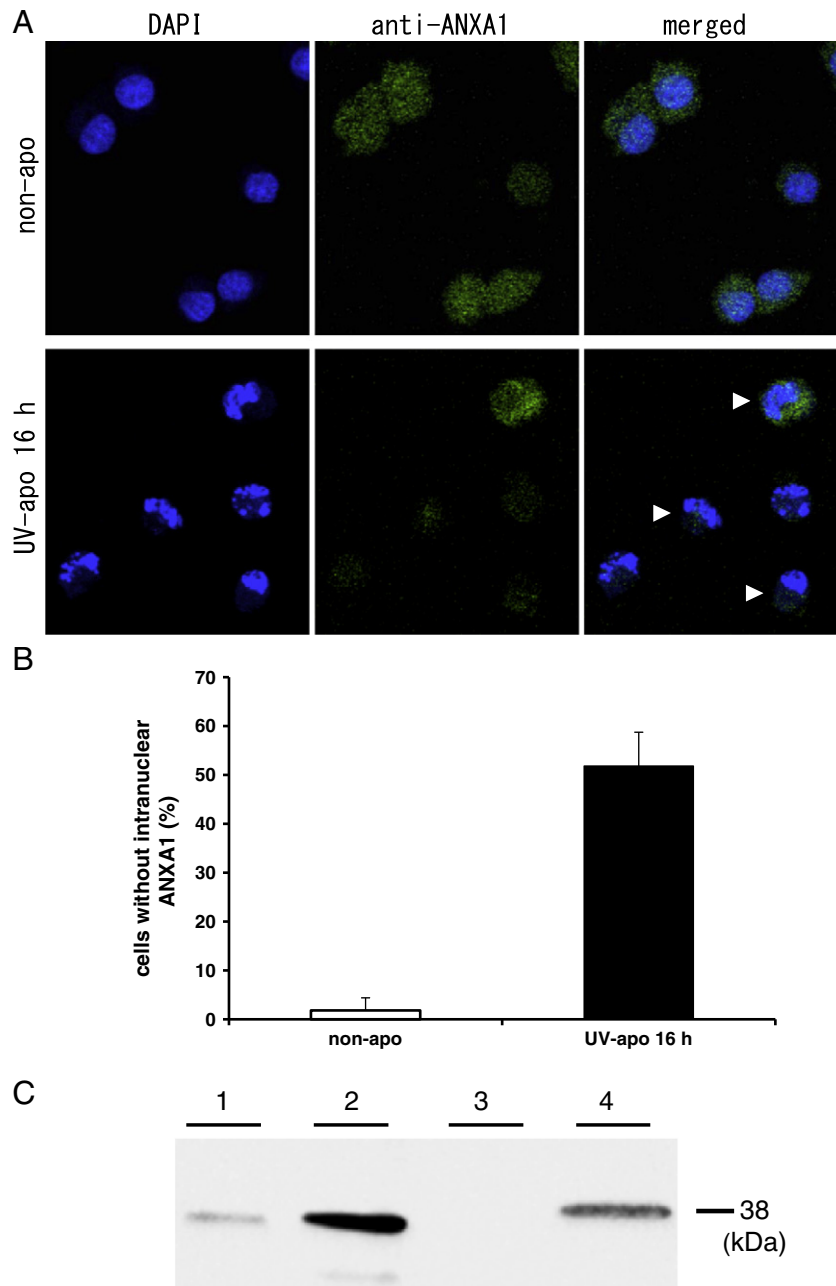 A
DAPI
anti-ANXA1
merged
non-apo
UV-apo 16 h
B
cells without intranuclear
ANXA1 (%)
70
60
50
40
30
20
10
0
non-apo
UV-apo 16 h
C
1
2
3
4
38
(kDa)